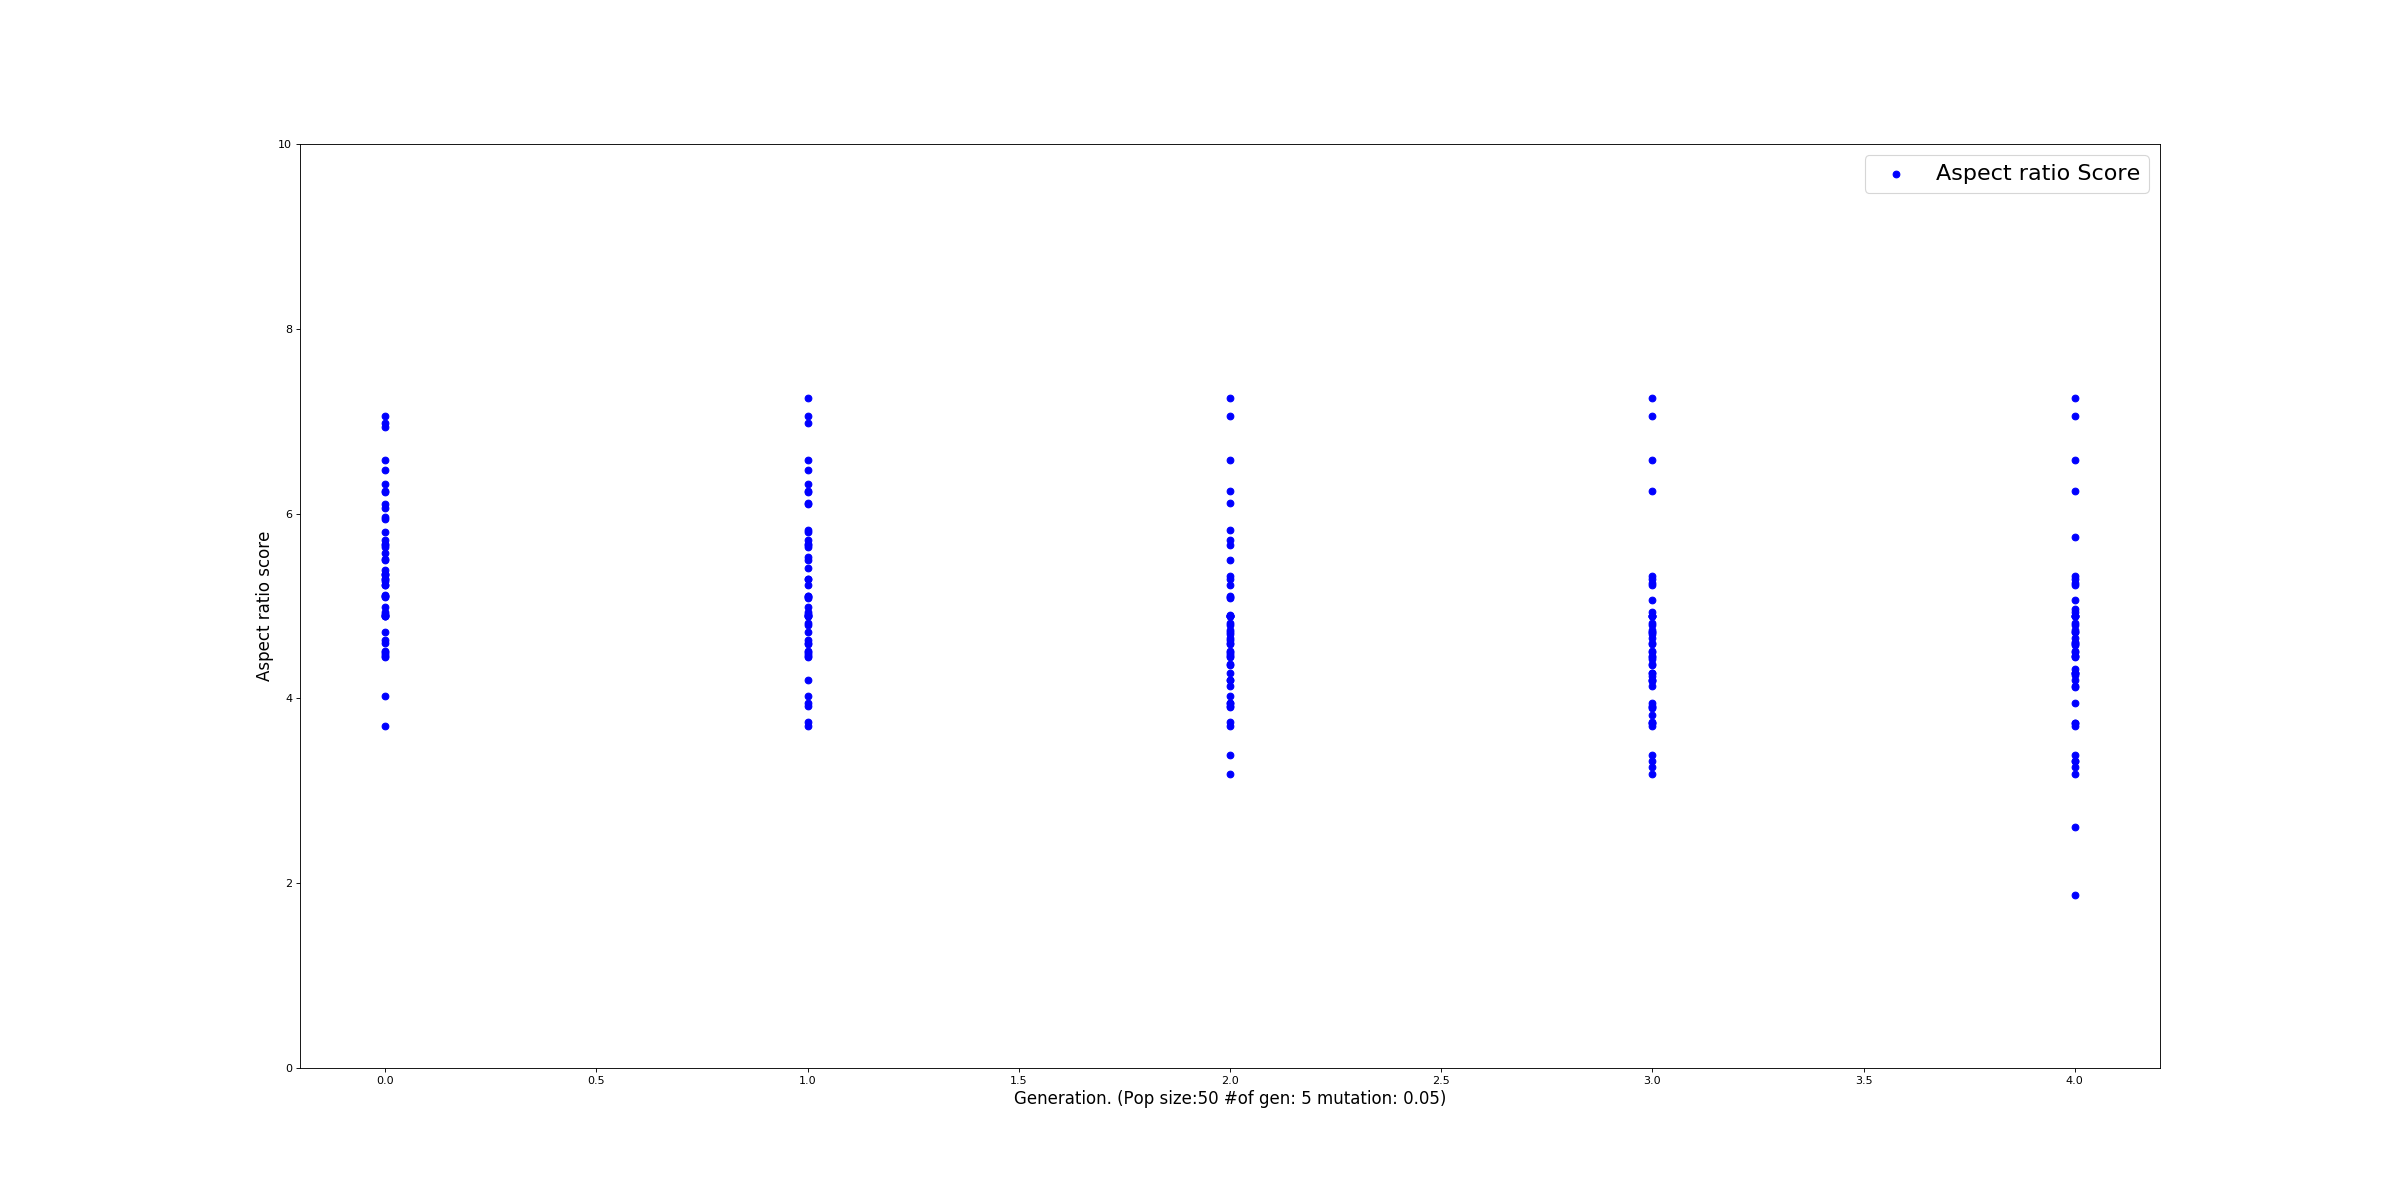 10
8
6
4
2
0
Aspect ratio score
Aspect ratio Score
0.0 0.5 1.0 1.5 2.0 2.5 3.0 3.5 4.0
Generation. (Pop size:50 #of gen: 5 mutation: 0.05)